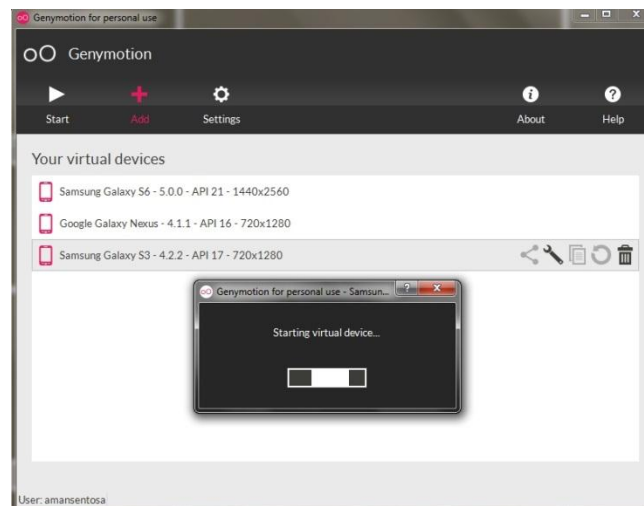 Genymotion for personal use
Genymotion
Start Add Settings About Help
Your virtual devices
Samsung Galaxy S6 - 5.0.0 - API 21 - 1440x2560
Google Galaxy Nexus - 4.1.1 - API 16 - 720x1280
Samsung Galaxy S3 - 4.2.2 - API 17 - 720x1280
Genymotion for personal use - Samsun...
Starting virtual device...
User: amansentosa